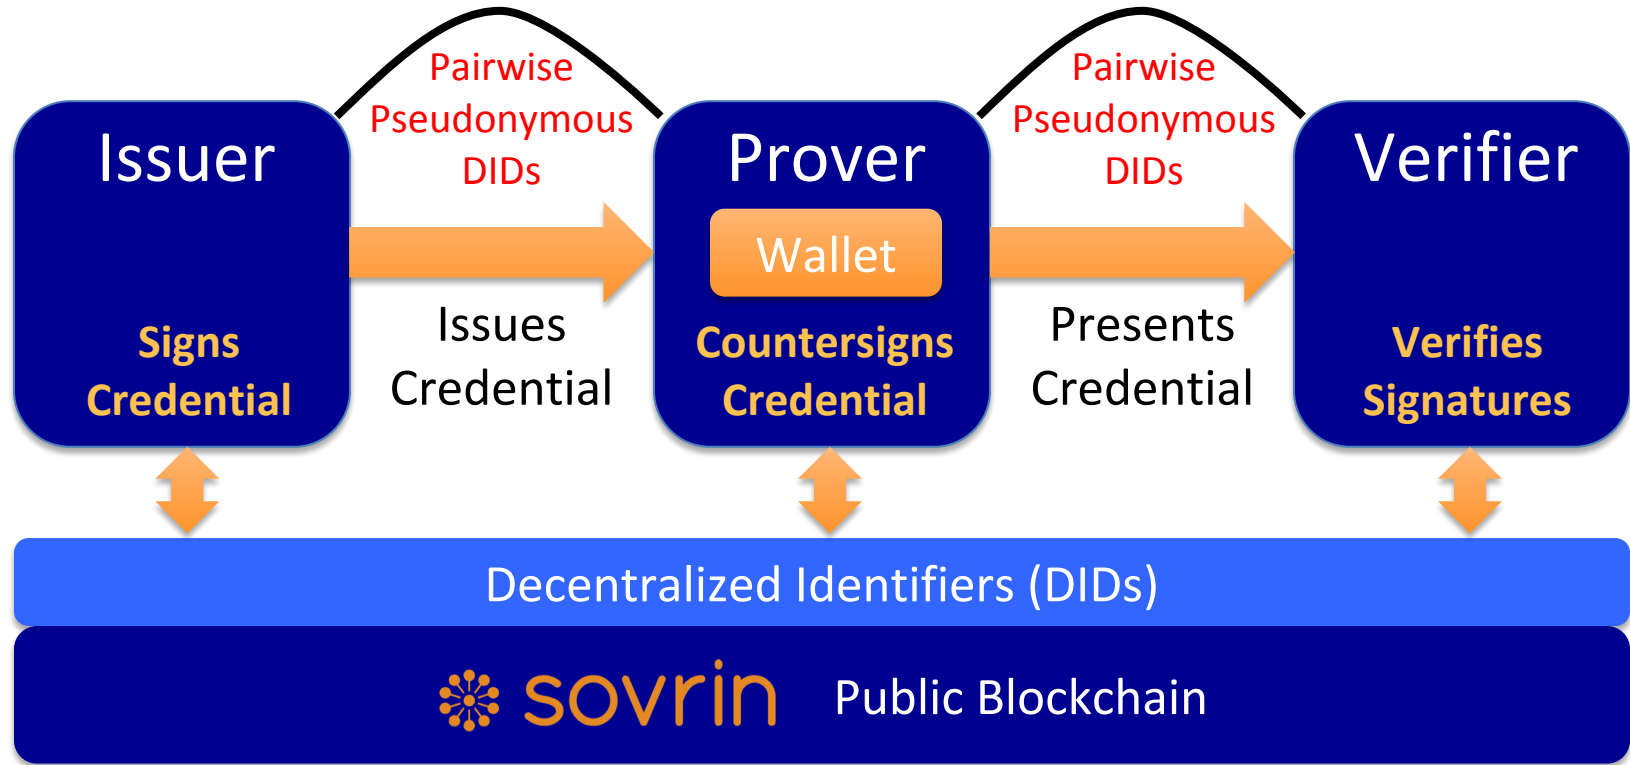 Pairwise
Pseudonymous
DIDs
Pairwise
Pseudonymous
DIDs
Issuer
Signs
Credential
Issues
Credential
Prover
Wallet
Countersigns
Credential
Presents
Credential
Verifier
Verifies
Signatures
Decentralized Identifiers (DIDs)
sovrin Public Blockchain